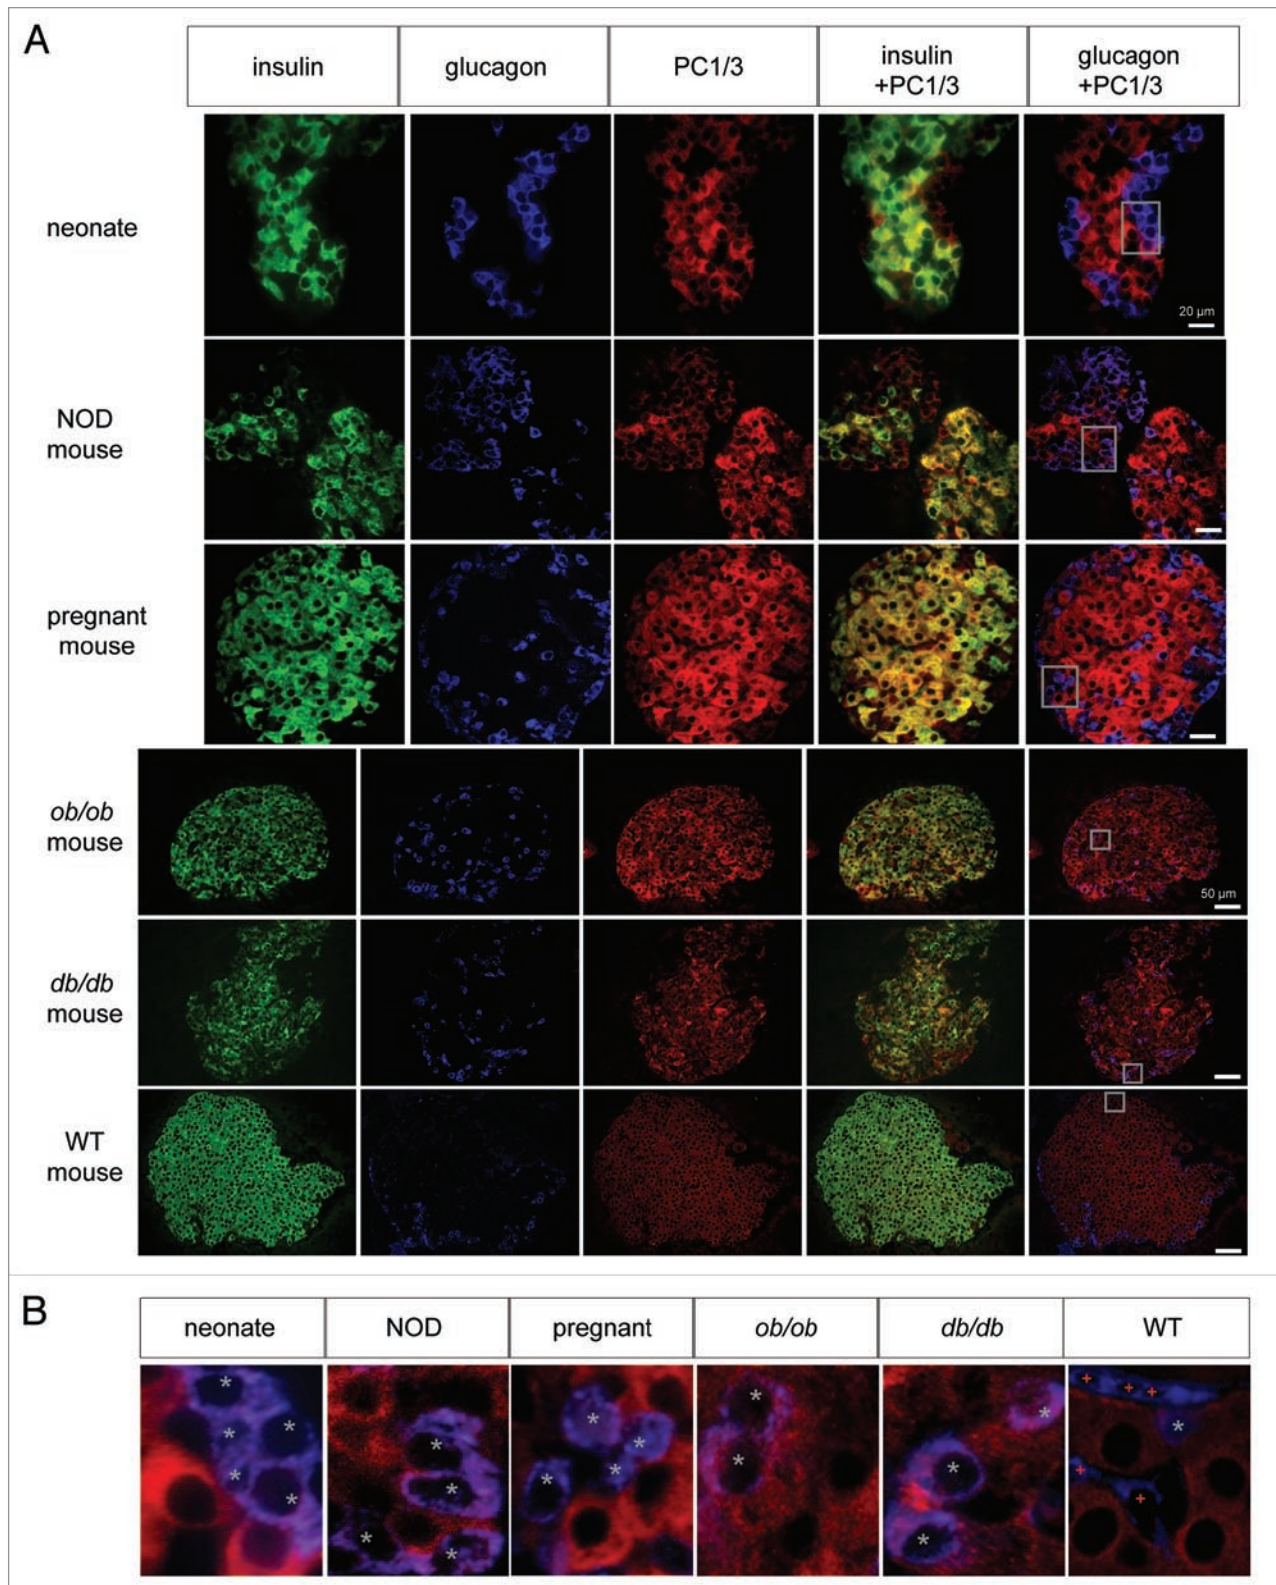 A
insulin
glucagon
PC1/3
insulin
+PC1/3
glucagon
+PC1/3
neonate
20 µm
NOD
mouse
pregnant
mouse
ob/ob
mouse
50 µm
db/db
mouse
WT
mouse
B
neonate
NOD
pregnant
ob/ob
db/db
WT
* * * * *
* * * *
* * * *
* *
* * *
+ + + * + +